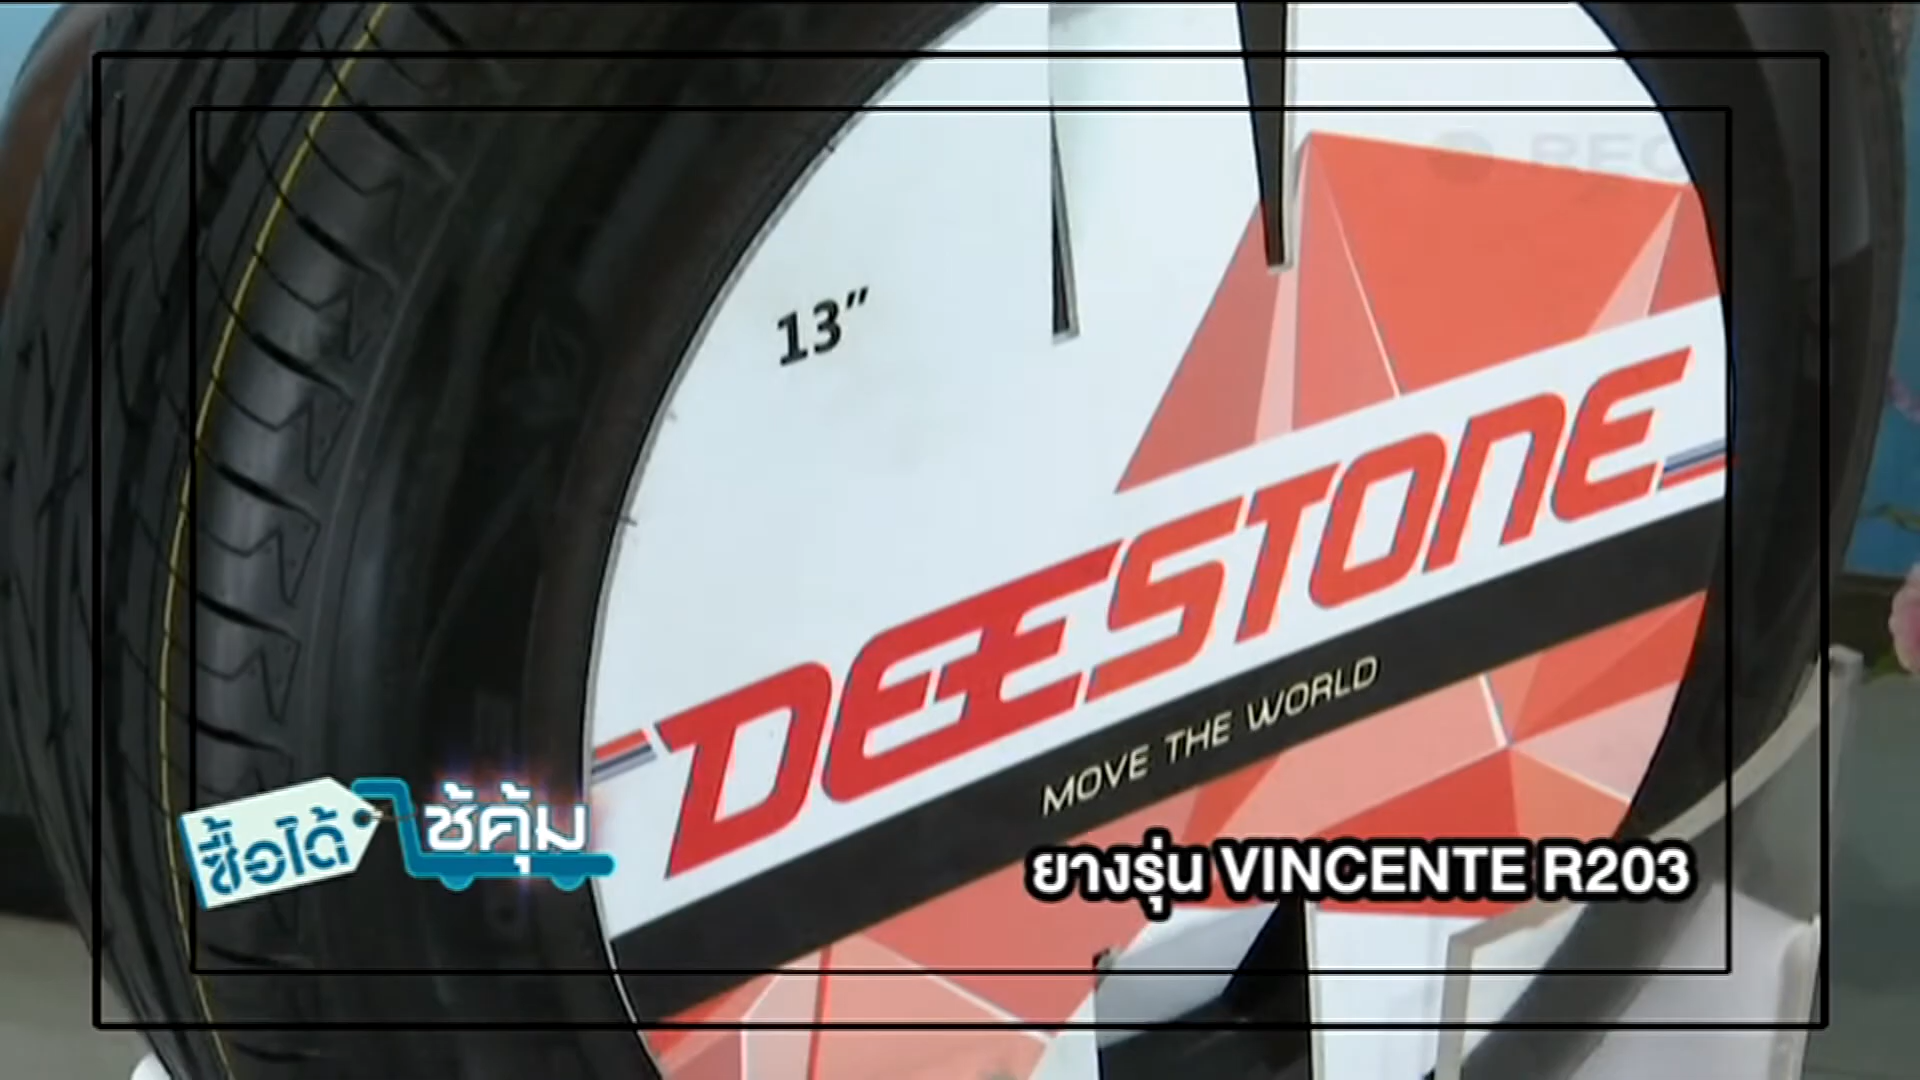 REC
13"
DEESTONE
MOVE THE WORLD
ซื้อได้ ใช้คุ้ม
ยางรุ่น VINCENTE R203